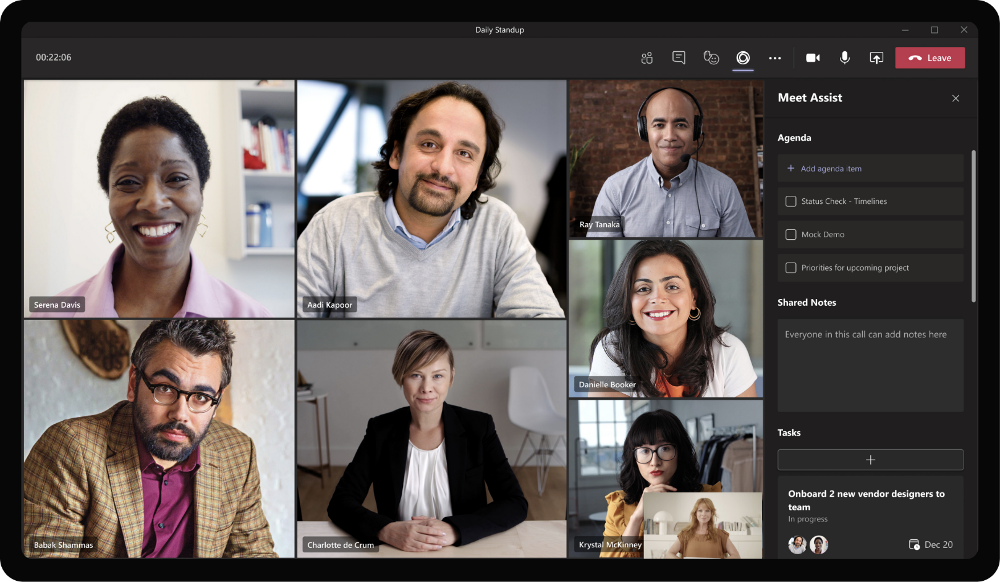 Daily Standup
00:22:06
Leave
Serena Davis
Aadi Kapoor
Ray Tanaka
Danielle Booker
Babak Shammas
Charlotte de Crum
Krystal McKinney
Meet Assist
Agenda
+ Add agenda item
Status Check - Timelines
Mock Demo
Priorities for upcoming project
Shared Notes
Everyone in this call can add notes here
Tasks
+
Onboard 2 new vendor designers to
team
In progress
Dec 20